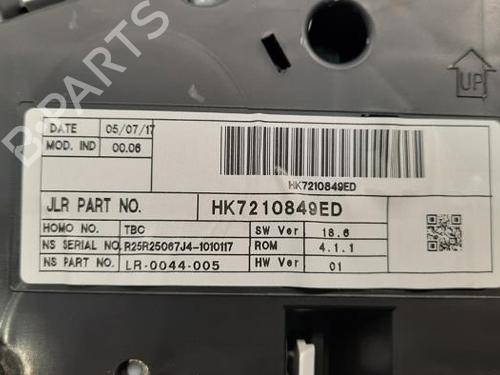 B-PARTS
UP
DATE 05/07/17
MOD. IND 00.06
HK7210849ED
JLR PART NO. HK7210849ED
HOMO NO. TBC SW Ver 18.6
NS SERIAL NO. R25R25067J4-1010117 ROM 4.1.1
NS PART NO. LR-0044-005 HW Ver 01